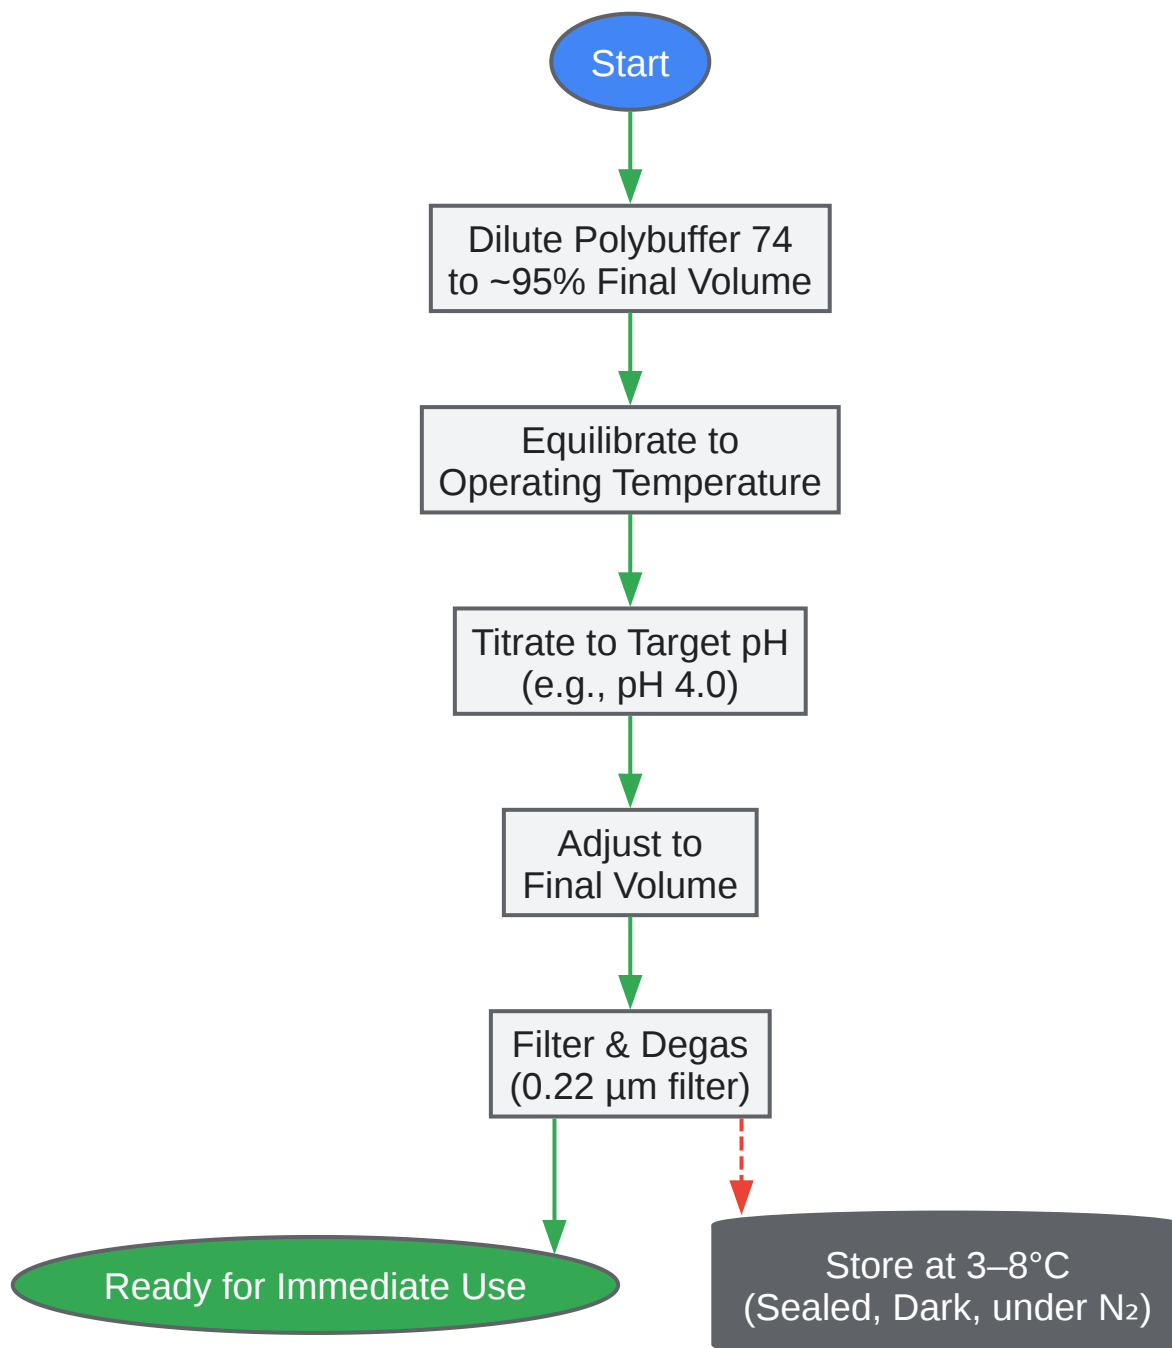 Start
Dilute Polybuffer 74
to ~95% Final Volume
Equilibrate to
Operating Temperature
Titrate to Target pH
(e.g., pH 4.0)
Adjust to
Final Volume
Filter & Degas
(0.22 µm filter)
Ready for Immediate Use
Store at 3–8°C
(Sealed, Dark, under N₂)